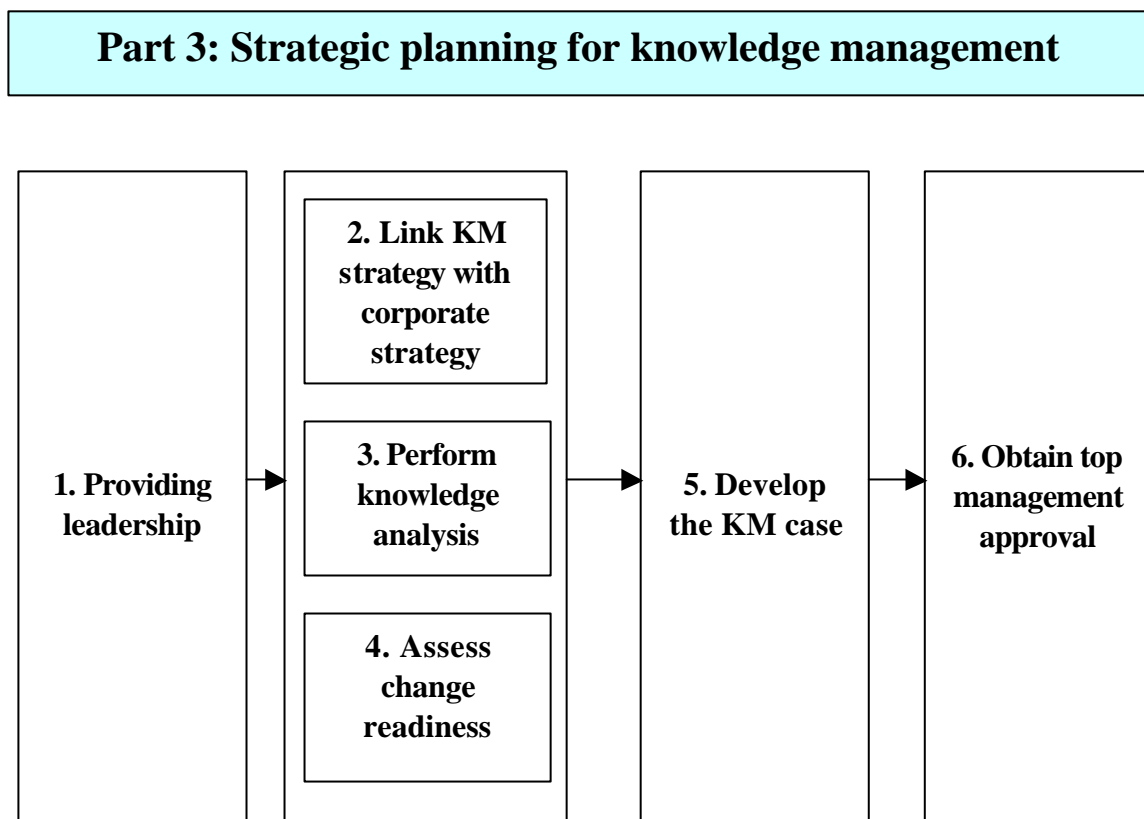 Part 3: Strategic planning for knowledge management
1. Providing
leadership
2. Link KM
strategy with
corporate
strategy
3. Perform
knowledge
analysis
4. Assess
change
readiness
5. Develop
the KM case
6. Obtain top
management
approval